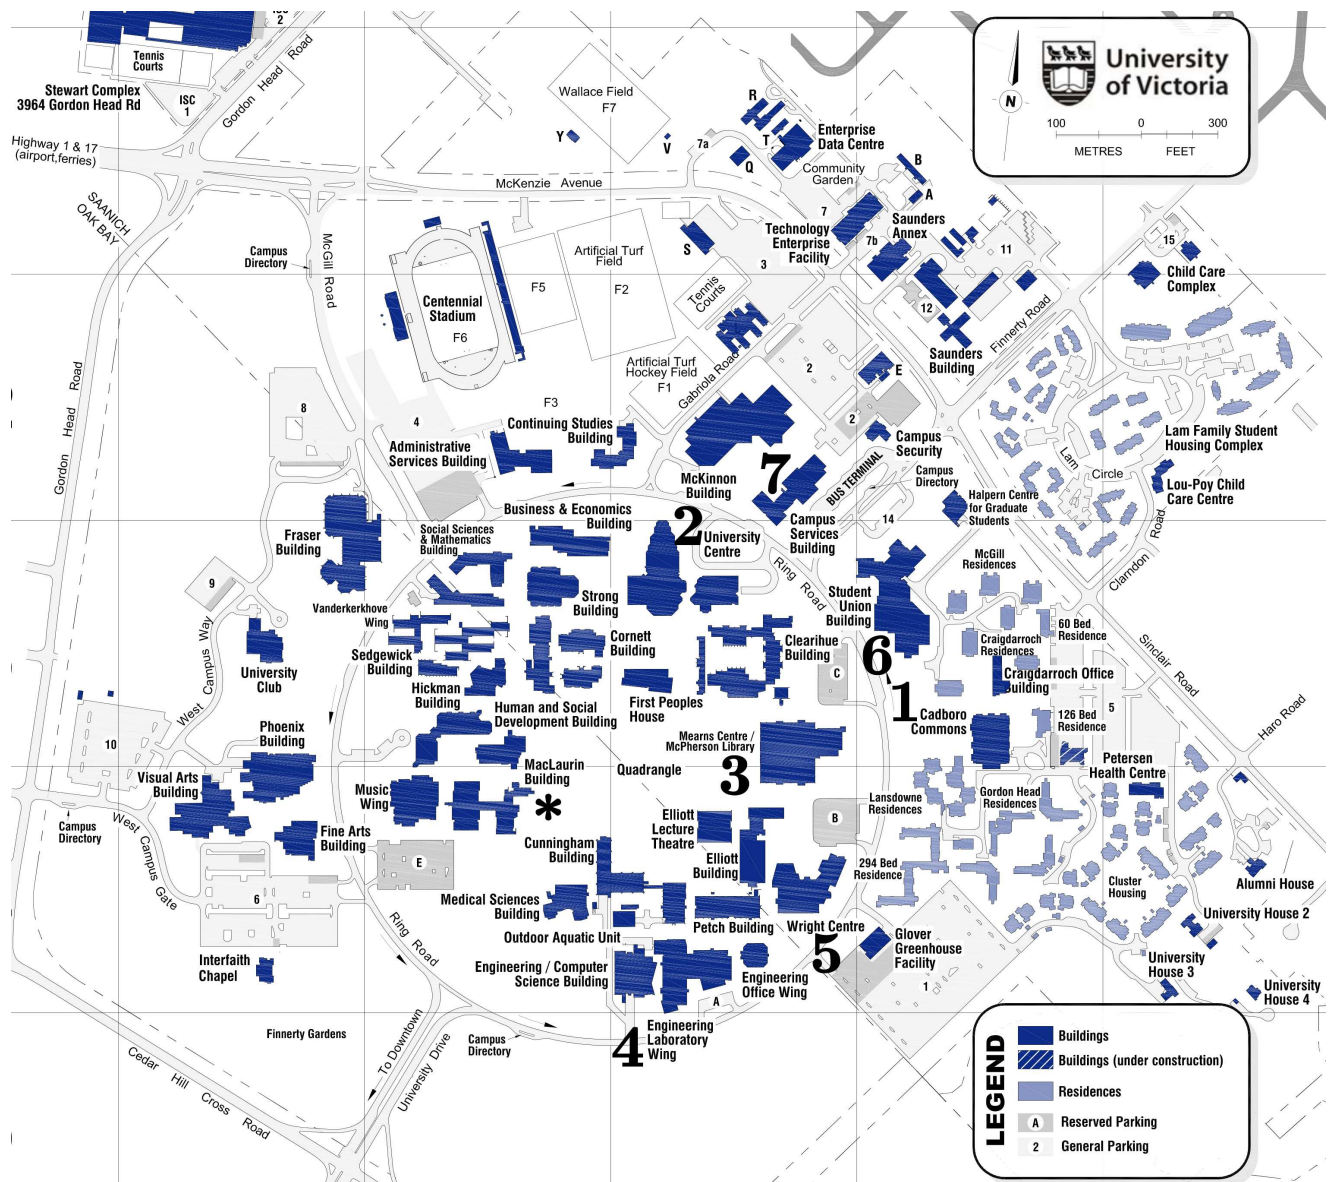 ISC
2
Tennis
Courts
Stewart Complex
3964 Gordon Head Rd
ISC
1
Gordon Head Road
Highway 1 & 17
(airport,ferries)
SAANICH
OAK BAY
McGill Road
Campus
Directory
Gordon Head Road
Wallace Field
F7
Y
V
7a
R
T
Q
Enterprise
Data Centre
Community
Garden
B
A
McKenzie Avenue
7
7b
Saunders
Annex
Technology
Enterprise
Facility
S
3
11
12
15
Child Care
Complex
University
of Victoria
N
100 0 300
METRES FEET
Centennial
Stadium
F6
F5
Artificial Turf
Field
F2
Tennis
Courts
Artificial Turf
Hockey Field
F1
F3
Gabriola Road
2
E
2
Saunders
Building
Finnerty Road
Campus
Security
Lam Family Student
Housing Complex
Lam
Circle
Lou-Poy Child
Care Centre
8
4
Administrative
Services Building
Continuing Studies
Building
McKinnon
Building
7
BUS TERMINAL
Campus
Directory
Halpern Centre
for Graduate
Students
14
Clarndon Road
Business & Economics
Building
2
University
Centre
Campus
Services
Building
Fraser
Building
Social Sciences
& Mathematics
Building
Ring Road
McGill
Residences
Student
Union
Building
Strong
Building
9
Vanderkerkhove
Wing
Sedgewick
Building
Cornett
Building
Clearihue
Building
6
C
60 Bed
Residence
Craigdarroch
Residences
Craigdarroch Office
Building
Sinclair Road
University
Club
West Campus Way
Hickman
Building
Human and Social
Development Building
First Peoples
House
1
Cadboro
Commons
126 Bed
Residence
5
Haro Road
10
Phoenix
Building
Mearns Centre /
McPherson Library
3
Quadrangle
MacLaurin
Building
*
Visual Arts
Building
Music
Wing
Petersen
Health Centre
Lansdowne
Residences
Gordon Head
Residences
Campus
Directory
West Campus Gate
Fine Arts
Building
E
Cunningham
Building
Elliott
Lecture
Theatre
Elliott
Building
B
294 Bed
Residence
Cluster
Housing
Alumni House
6
Medical Sciences
Building
Petch Building
Wright Centre
5
Glover
Greenhouse
Facility
University House 2
Ring Road
Outdoor Aquatic Unit
Interfaith
Chapel
Engineering / Computer
Science Building
Engineering
Office Wing
A
1
University
House 3
University
House 4
Finnerty Gardens
To Downtown
University Drive
Campus
Directory
4
Engineering
Laboratory
Wing
Cedar Hill Cross Road
LEGEND
Buildings
Buildings (under construction)
Residences
A Reserved Parking
2 General Parking